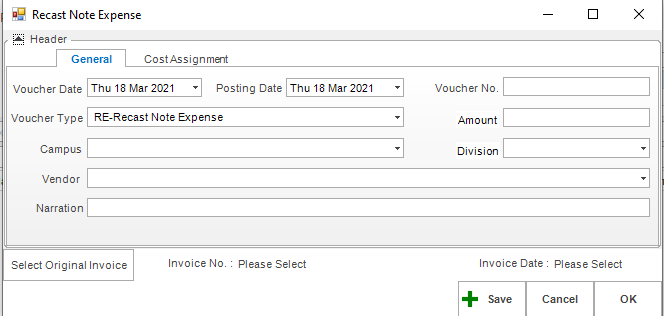 Recast Note Expense
Header
General Cost Assignment
Voucher Date Thu 18 Mar 2021 Posting Date Thu 18 Mar 2021 Voucher No.
Voucher Type RE-Recast Note Expense Amount
Campus Division
Vendor
Narration
Select Original Invoice Invoice No. : Please Select Invoice Date : Please Select
Save Cancel OK